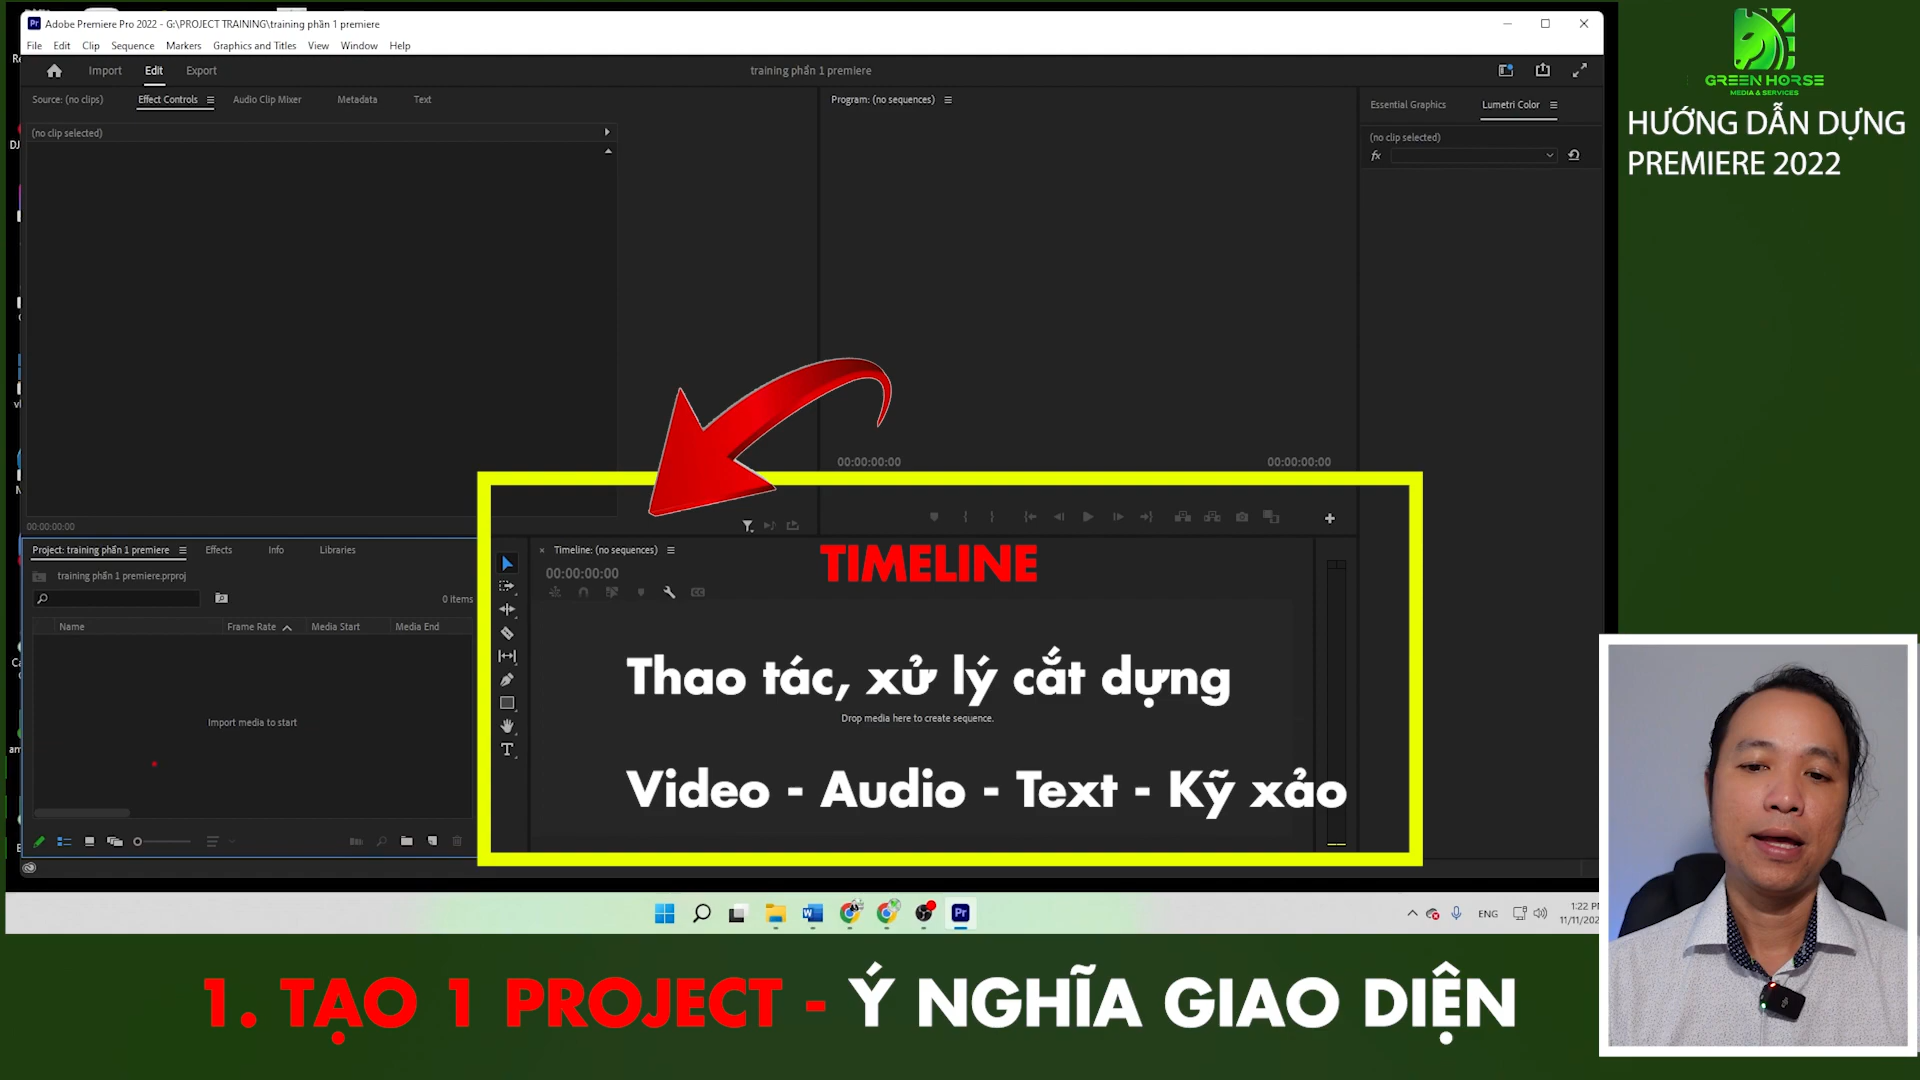 Adobe Premiere Pro 2022 - G:\PROJECT TRAINING\training phần 1 premiere
File Edit Clip Sequence Markers Graphics and Titles View Window Help
Import Edit Export
training phần 1 premiere
Source: (no clips) Effect Controls Audio Clip Mixer Metadata Text
Program: (no sequences)
Essential Graphics Lumetri Color
(no clip selected)
(no clip selected)
fx
00:00:00:00 00:00:00:00
00:00:00:00
Project: training phần 1 premiere Effects Info Libraries
training phần 1 premiere.prproj
0 items
Name Frame Rate Media Start Media End
Import media to start
Timeline: (no sequences)
00:00:00:00
TIMELINE
Thao tác, xử lý cắt dựng
Drop media here to create sequence.
Video - Audio - Text - Kỹ xảo
ENG
1:22 P
11/11/202
GREEN HORSE
MEDIA & SERVICES
HƯỚNG DẪN DỰNG
PREMIERE 2022
1. TẠO 1 PROJECT - Ý NGHĨA GIAO DIỆN